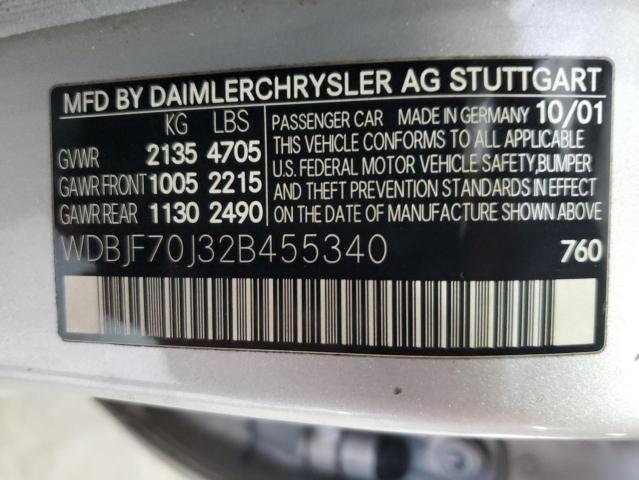 MFD BY DAIMLERCHRYSLER AG STUTTGART
KG LBS
GVWR 2135 4705
GAWR FRONT 1005 2215
GAWR REAR 1130 2490
PASSENGER CAR MADE IN GERMANY 10/01
THIS VEHICLE CONFORMS TO ALL APPLICABLE
U.S. FEDERAL MOTOR VEHICLE SAFETY,BUMPER
AND THEFT PREVENTION STANDARDS IN EFFECT
ON THE DATE OF MANUFACTURE SHOWN ABOVE.
WDBJF70J32B455340 760